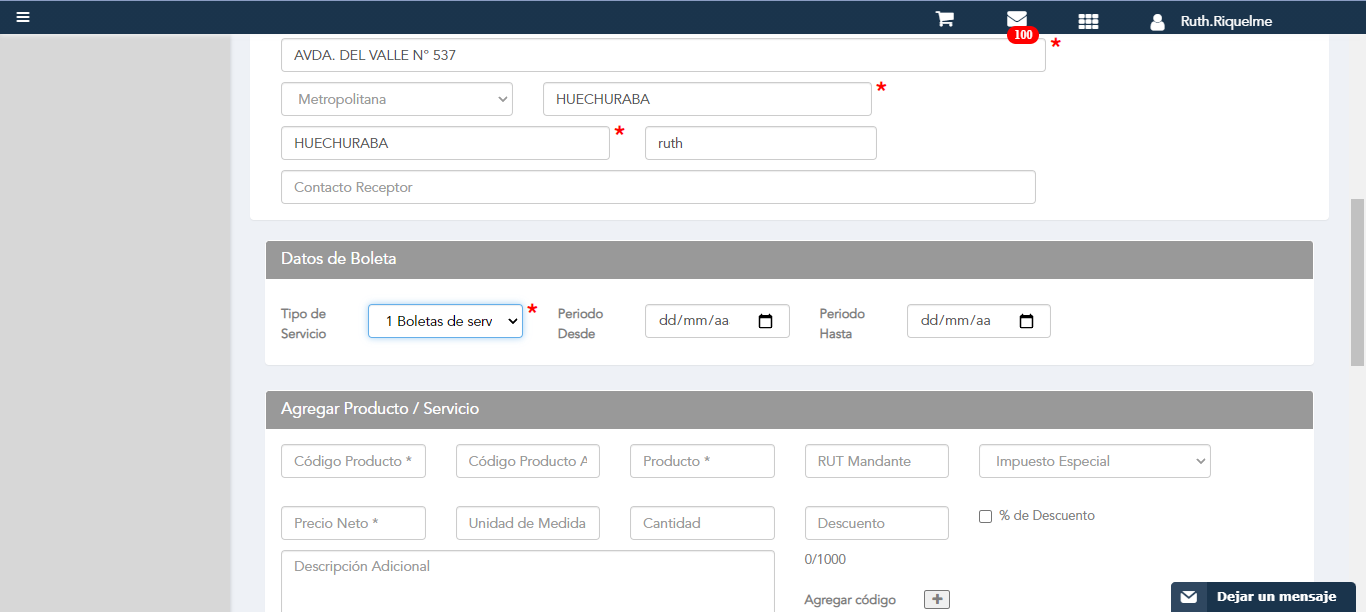 Ruth.Riquelme
100
AVDA. DEL VALLE N° 537 *
Metropolitana HUECHURABA *
HUECHURABA * ruth
Contacto Receptor
Datos de Boleta
Tipo de Servicio 1 Boletas de serv * Periodo Desde dd/mm/aa Periodo Hasta dd/mm/aa
Agregar Producto / Servicio
Código Producto * Código Producto A Producto * RUT Mandante Impuesto Especial
Precio Neto * Unidad de Medida Cantidad Descuento % de Descuento
Descripción Adicional 0/1000
Agregar código +
Dejar un mensaje